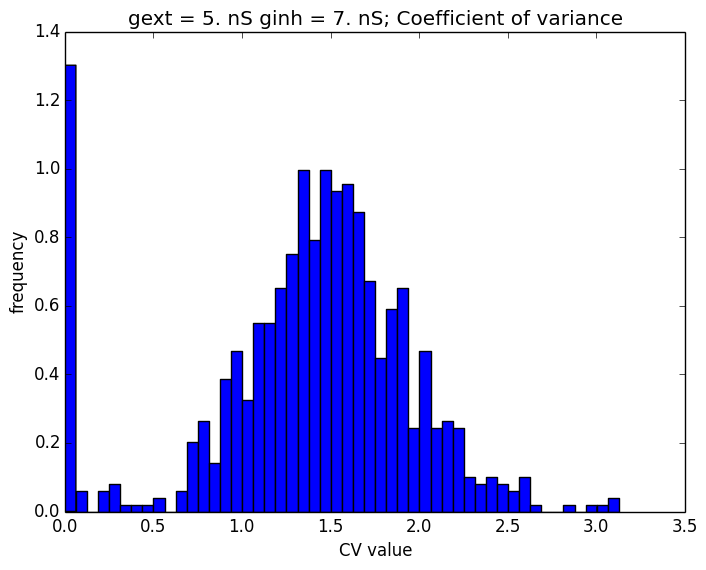 gext = 5. nS ginh = 7. nS; Coefficient of variance
1.4
1.2
1.0
0.8
0.6
0.4
0.2
0.0
frequency
0.0 0.5 1.0 1.5 2.0 2.5 3.0 3.5
CV value